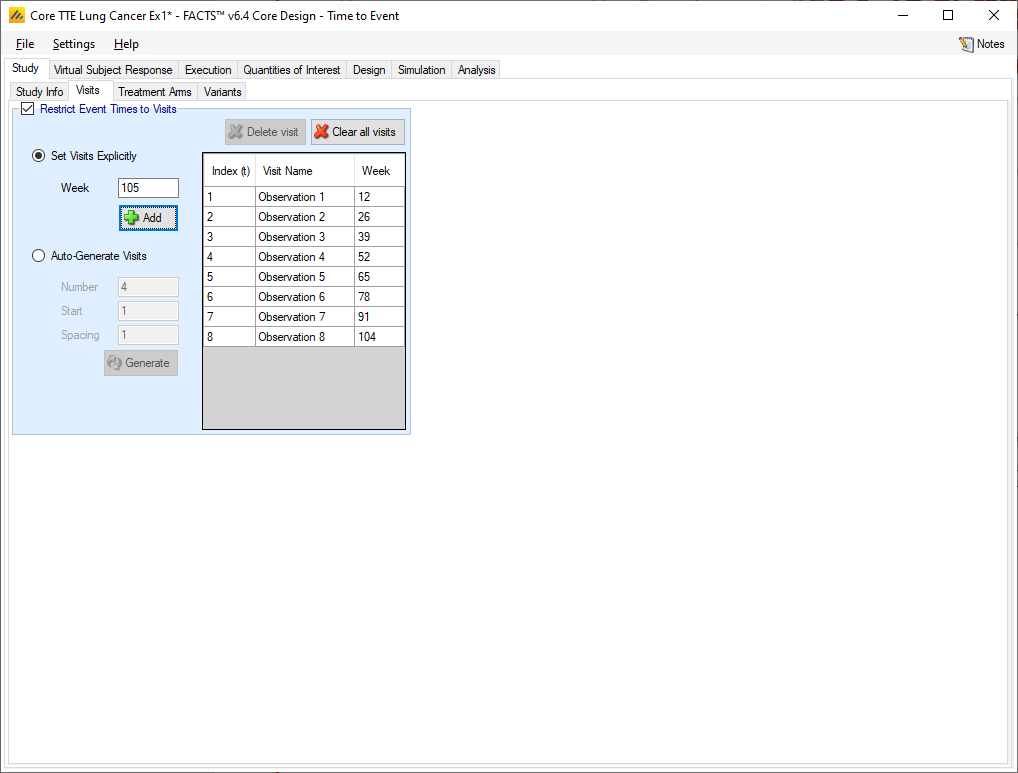 Core TTE Lung Cancer Ex1* - FACTS™ v6.4 Core Design - Time to Event
File Settings Help Notes
Study Virtual Subject Response Execution Quantities of Interest Design Simulation Analysis
Study Info Visits Treatment Arms Variants
Restrict Event Times to Visits
Delete visit Clear all visits
Set Visits Explicitly
Week 105
Add
Auto-Generate Visits
Number 4
Start 1
Spacing 1
Generate
Index (t) Visit Name Week
1 Observation 1 12
2 Observation 2 26
3 Observation 3 39
4 Observation 4 52
5 Observation 5 65
6 Observation 6 78
7 Observation 7 91
8 Observation 8 104